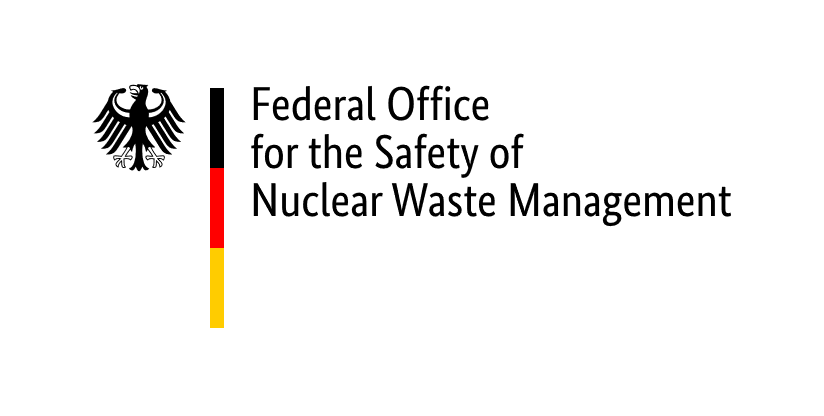 Federal Office
for the Safety of
Nuclear Waste Management